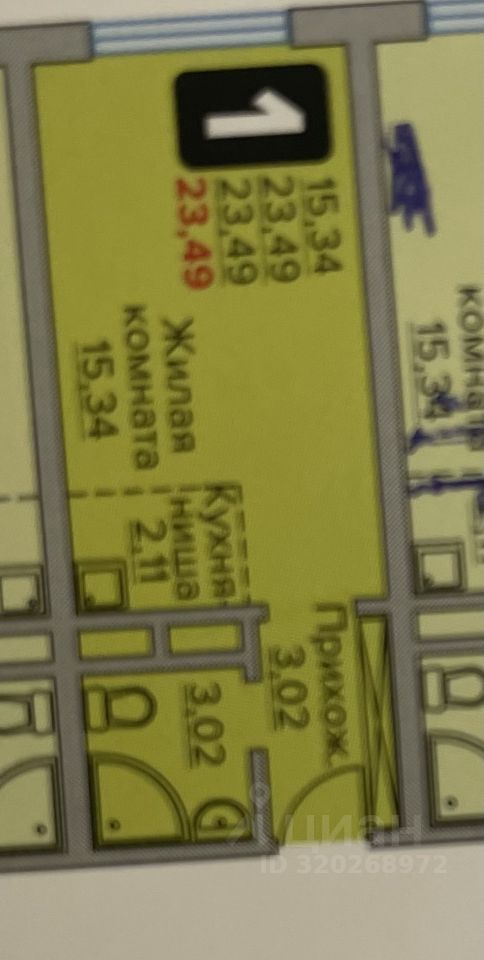 1
15,34
23,49
23,49
23,49
Жилая
комната
15,34
Кухня-
ниша
2,11
Прихож.
3,02
3,02
комната
15,34
циан
ID 320268972